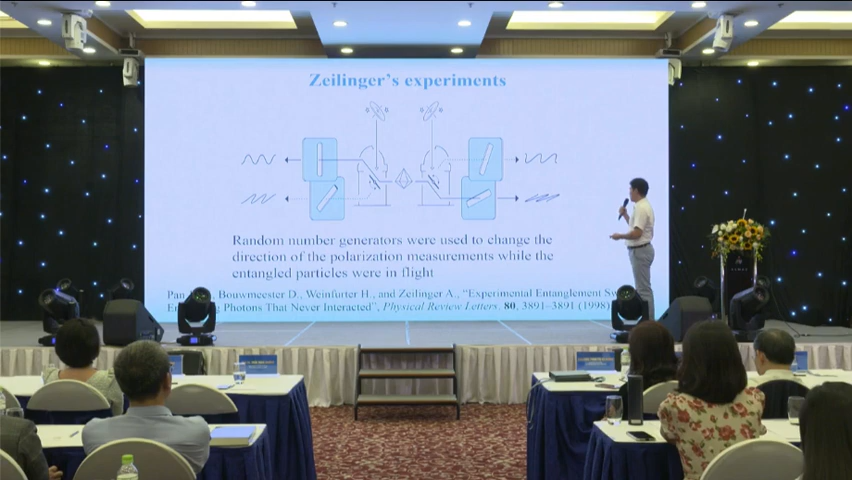 Zeilinger's experiments
Random number generators were used to change the
direction of the polarization measurements while the
entangled particles were in flight
Pan Bouwmeester D., Weinfurter H., and Zeilinger A., "Experimental Entanglement
Photons That Never Interacted", Physical Review Letters, 80, 3891–3891 (1998)